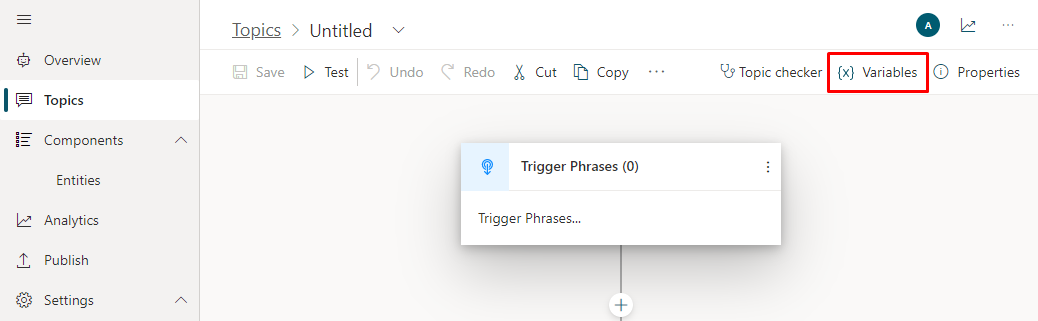 Topics > Untitled
A
Overview
Save Test Undo Redo Cut Copy ... Topic checker {x} Variables Properties
Topics
Components
Trigger Phrases (0)
Entities
Trigger Phrases...
Analytics
Publish
Settings